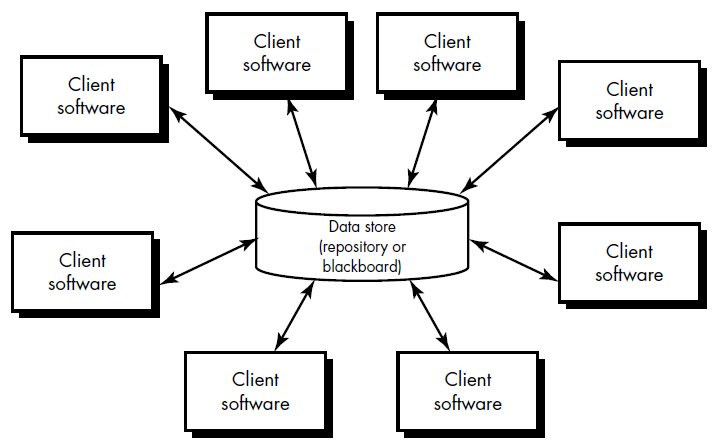 Client
software
Client
software
Client
software
Client
software
Data store
(repository or
blackboard)
Client
software
Client
software
Client
software
Client
software